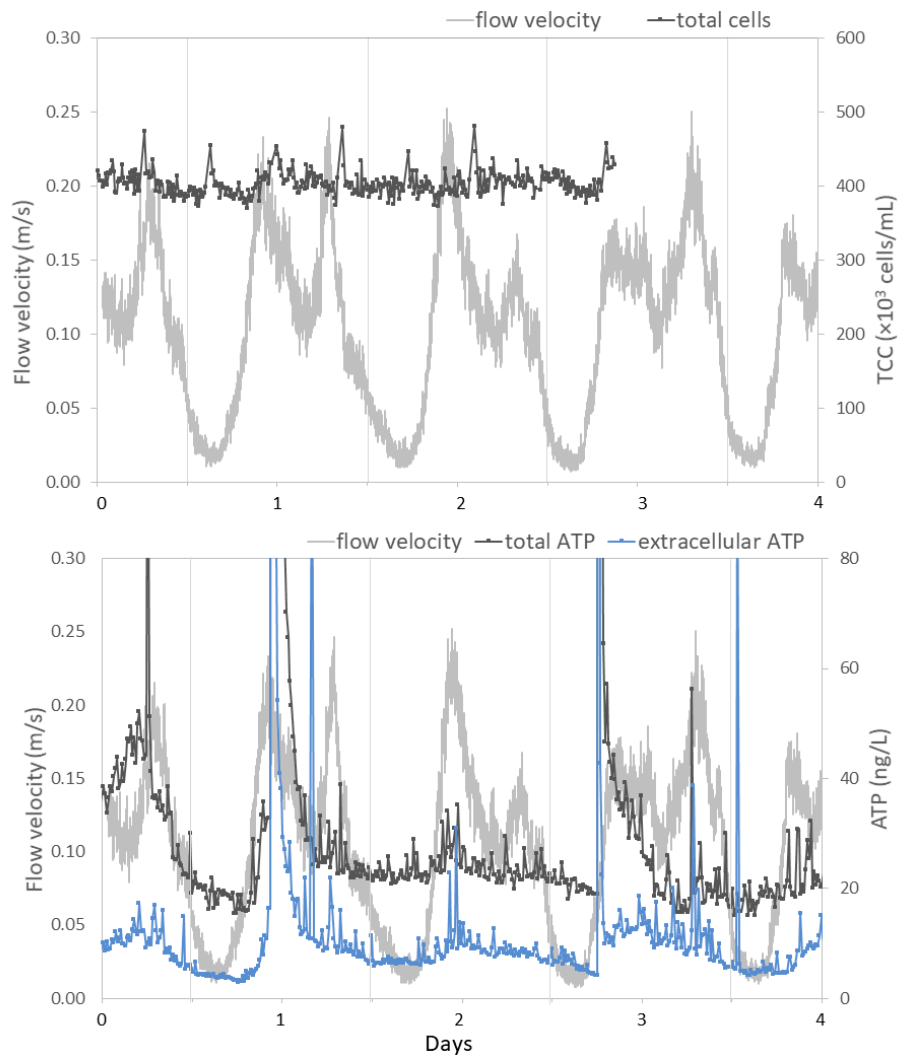 flow velocity total cells
0.30 600
0.25 500
0.20 400
0.15 300
0.10 200
0.05 100
0.00 0
Flow velocity (m/s)
TCC (×10³ cells/mL)
0 1 2 3 4
flow velocity total ATP extracellular ATP
0.30 80
0.25
60
0.20
0.15 40
0.10
20
0.05
0.00 0
Flow velocity (m/s)
ATP (ng/L)
0 1 2 3 4
Days